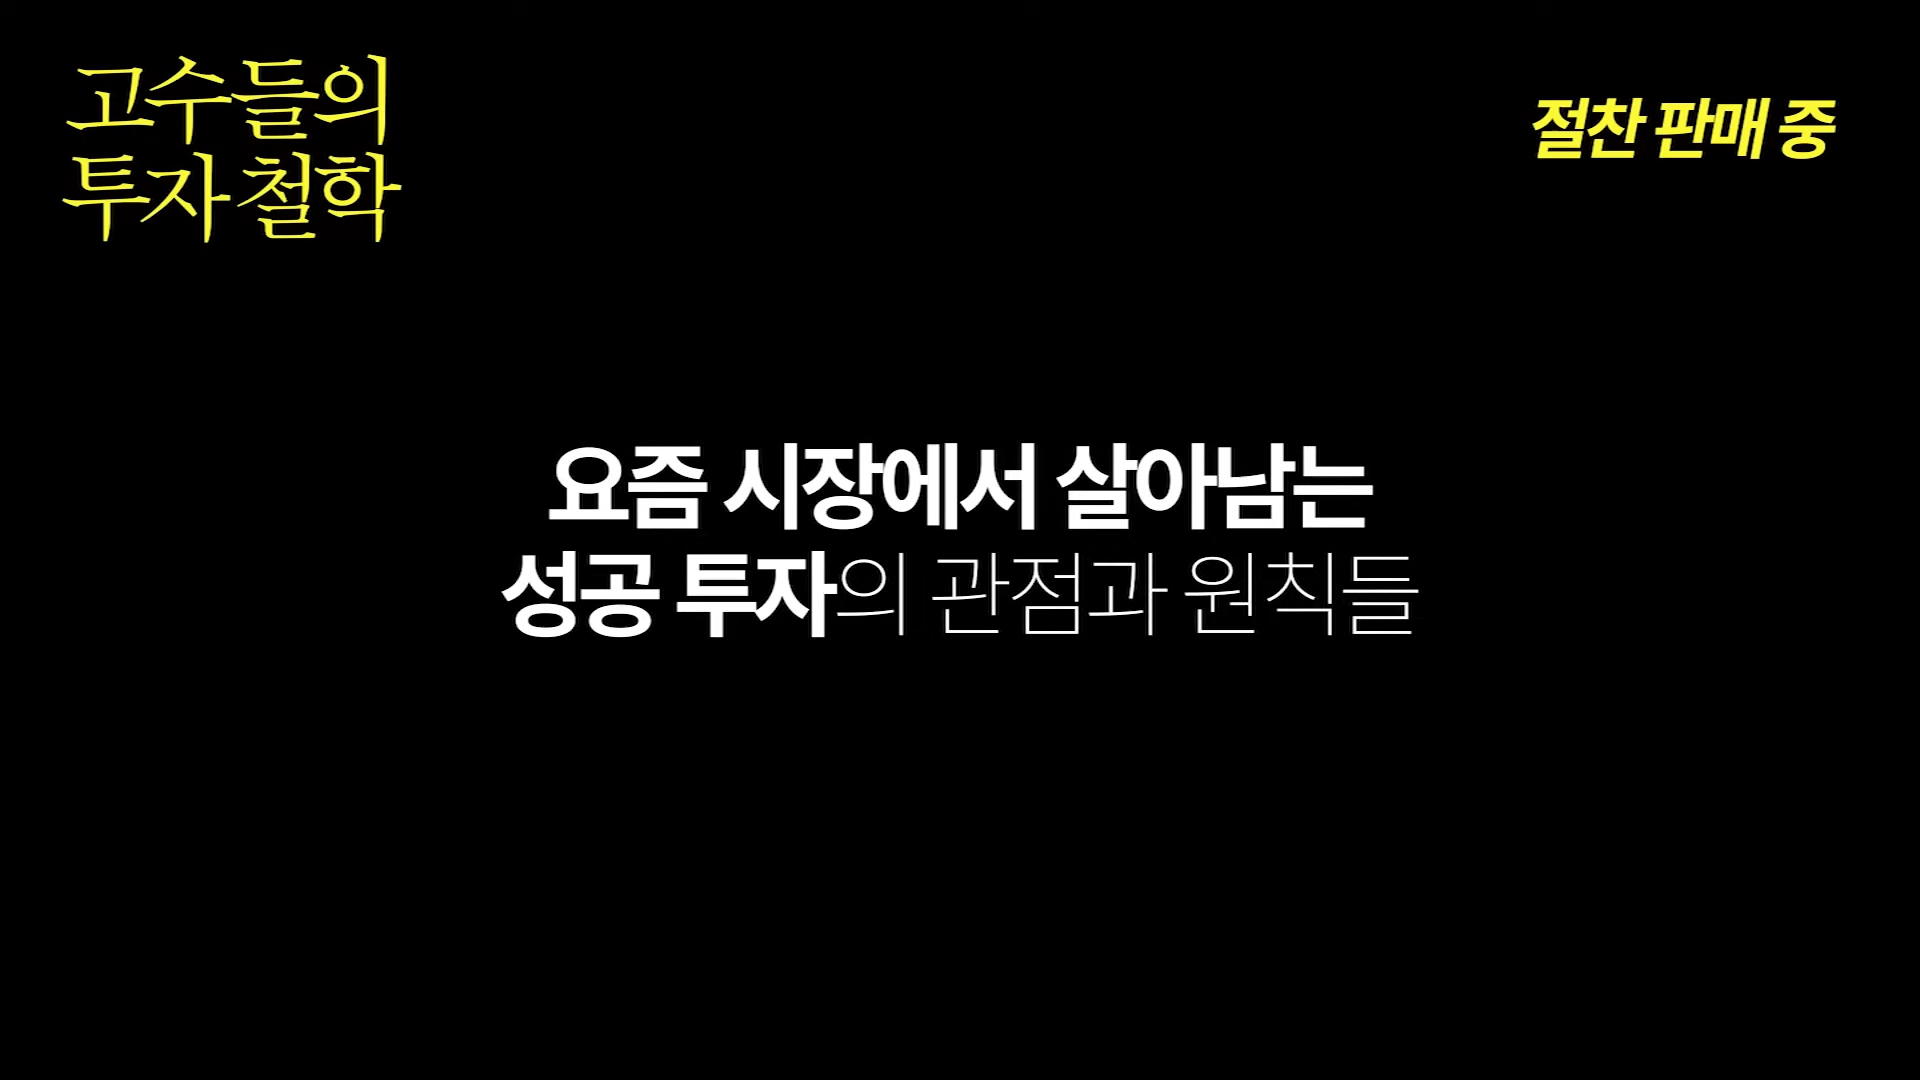 고수들의
투자 철학
절찬 판매 중
요즘 시장에서 살아남는
성공 투자의 관점과 원칙들